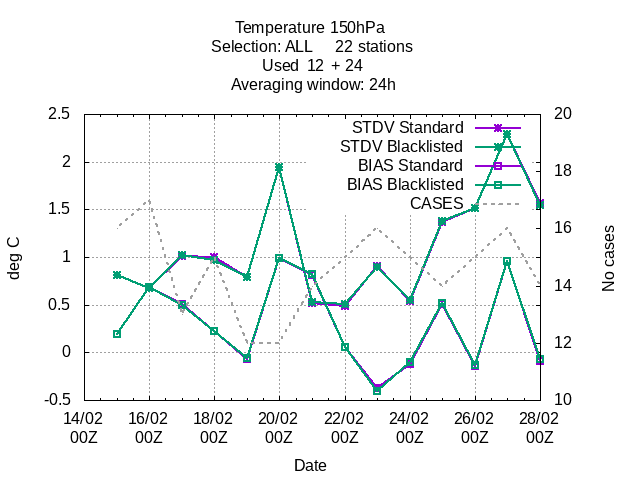 Temperature 150hPa
Selection: ALL 22 stations
Used 12 + 24
Averaging window: 24h
2.5
2
1.5
1
0.5
0
-0.5
deg C
20
18
16
14
12
10
No cases
STDV Standard
STDV Blacklisted
BIAS Standard
BIAS Blacklisted
CASES
14/02 16/02 18/02 20/02 22/02 24/02 26/02 28/02
00Z 00Z 00Z 00Z 00Z 00Z 00Z 00Z
Date